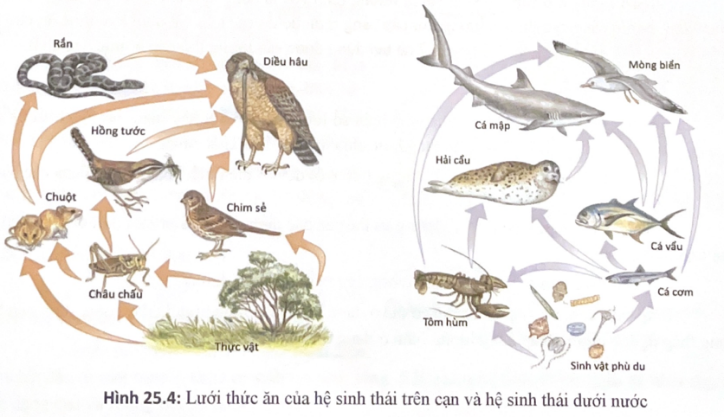 Rắn
Diều hâu
Hồng tước
Chuột
Chim sẻ
Châu chấu
Thực vật
Mòng biển
Cá mập
Hải cẩu
Cá vẩu
Cá cơm
Tôm hùm
Sinh vật phù du
Hình 25.4: Lưới thức ăn của hệ sinh thái trên cạn và hệ sinh thái dưới nước